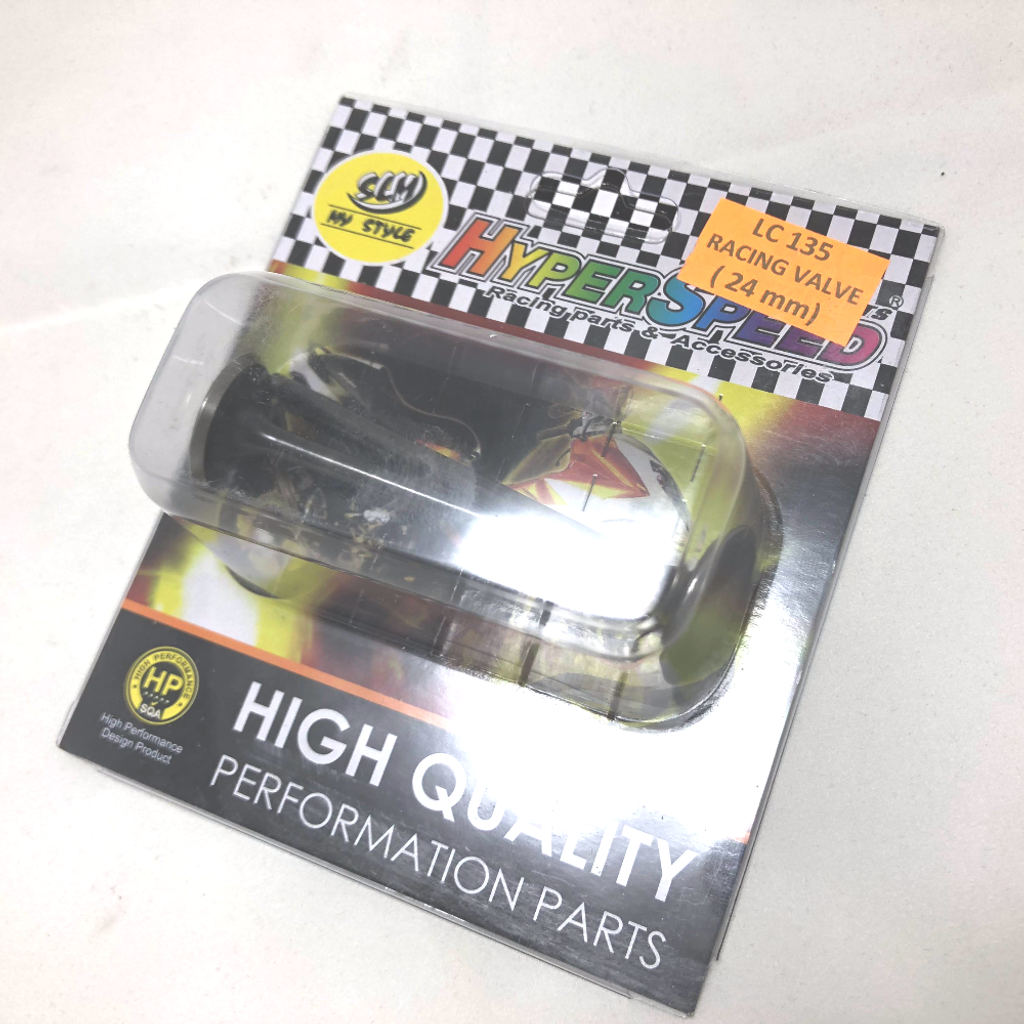 SLM
MY STYLE
HYPERSPEED
®
Racing parts & Accessories
LC 135
RACING VALVE
( 24 mm)
HIGH PERFORMANCE
HP
SQA
High Performance
Design Product
HIGH QUALITY
PERFORMATION PARTS